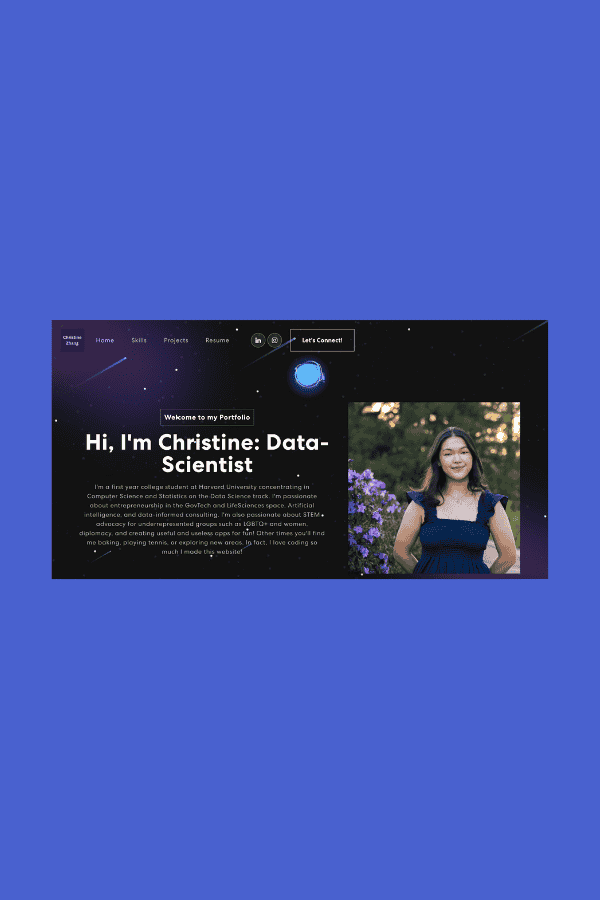 Christine
Zhang
Home Skills Projects Resume in Let's Connect!
Welcome to my Portfolio
Hi, I'm Christine: Data-
Scientist
I'm a first year college student at Harvard University concentrating in
Computer Science and Statistics on the Data Science track. I'm passionate
about entrepreneurship in the GovTech and LifeSciences space, Artificial
intelligence, and data-informed consulting. I'm also passionate about STEM
advocacy for underrepresented groups such as LGBTQ+ and women,
diplomacy, and creating useful and useless apps for fun! Other times you'll find
me baking, playing tennis, or exploring new areas. In fact, I love coding so
much I made this website!